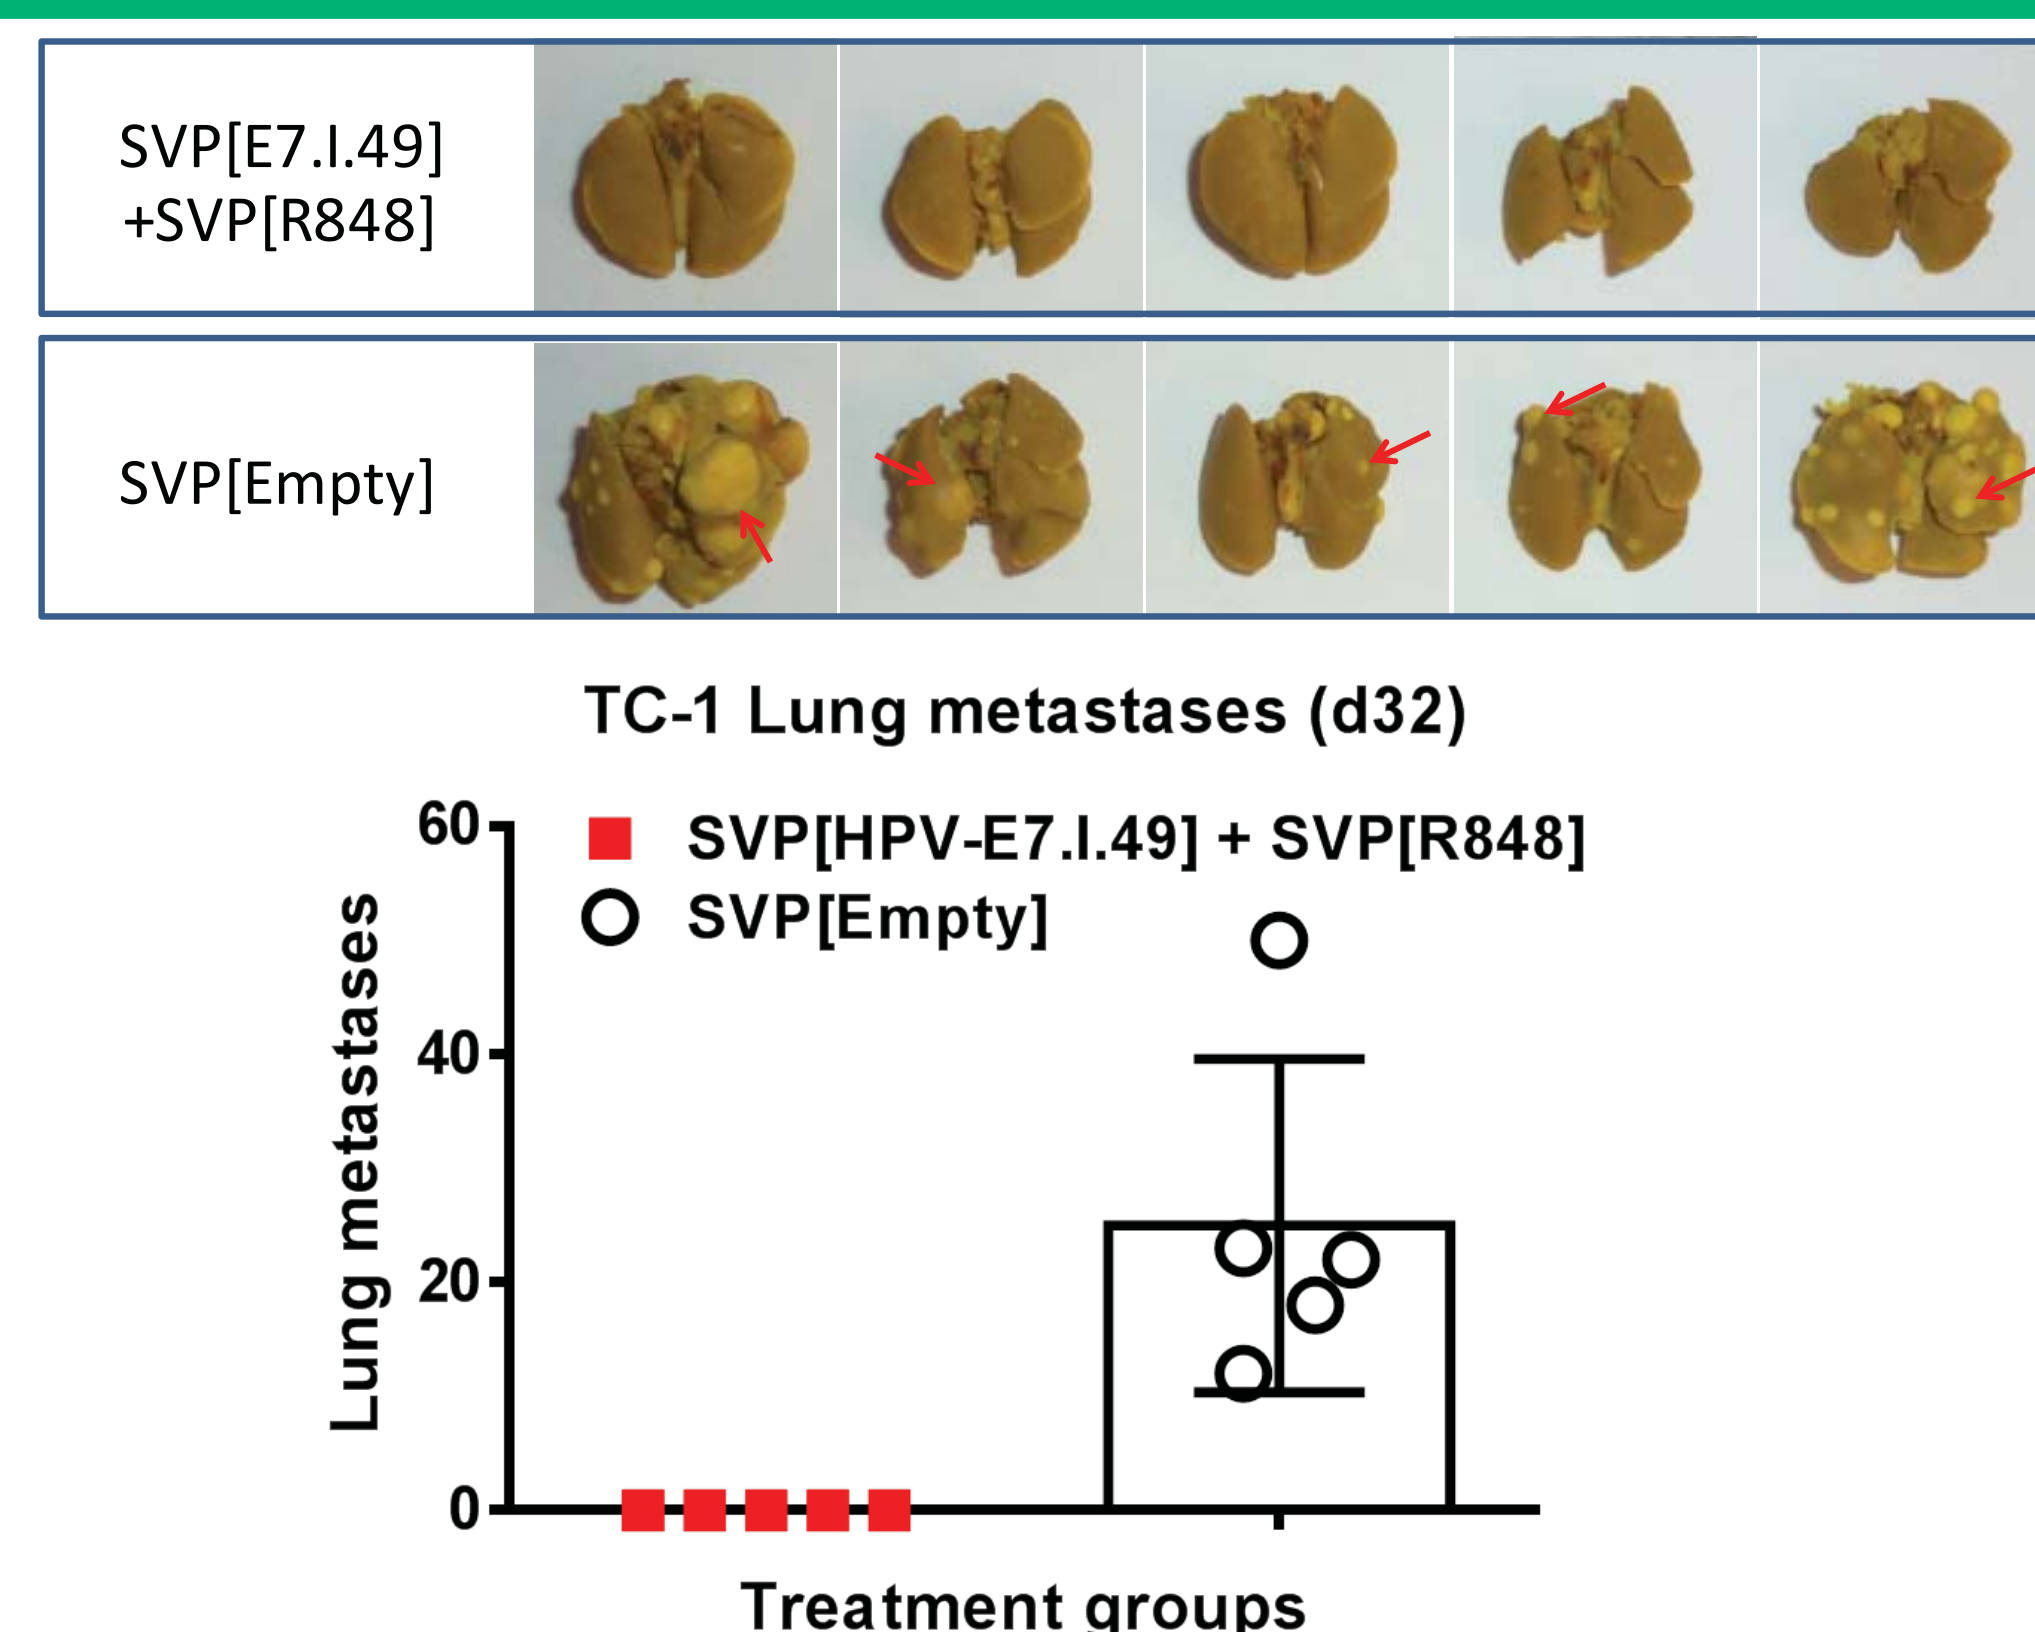 SVP[E7.I.49]
+SVP[R848]
SVP[Empty]
TC-1 Lung metastases (d32)
60
40
20
0
Lung metastases
SVP[HPV-E7.I.49] + SVP[R848]
SVP[Empty]
Treatment groups